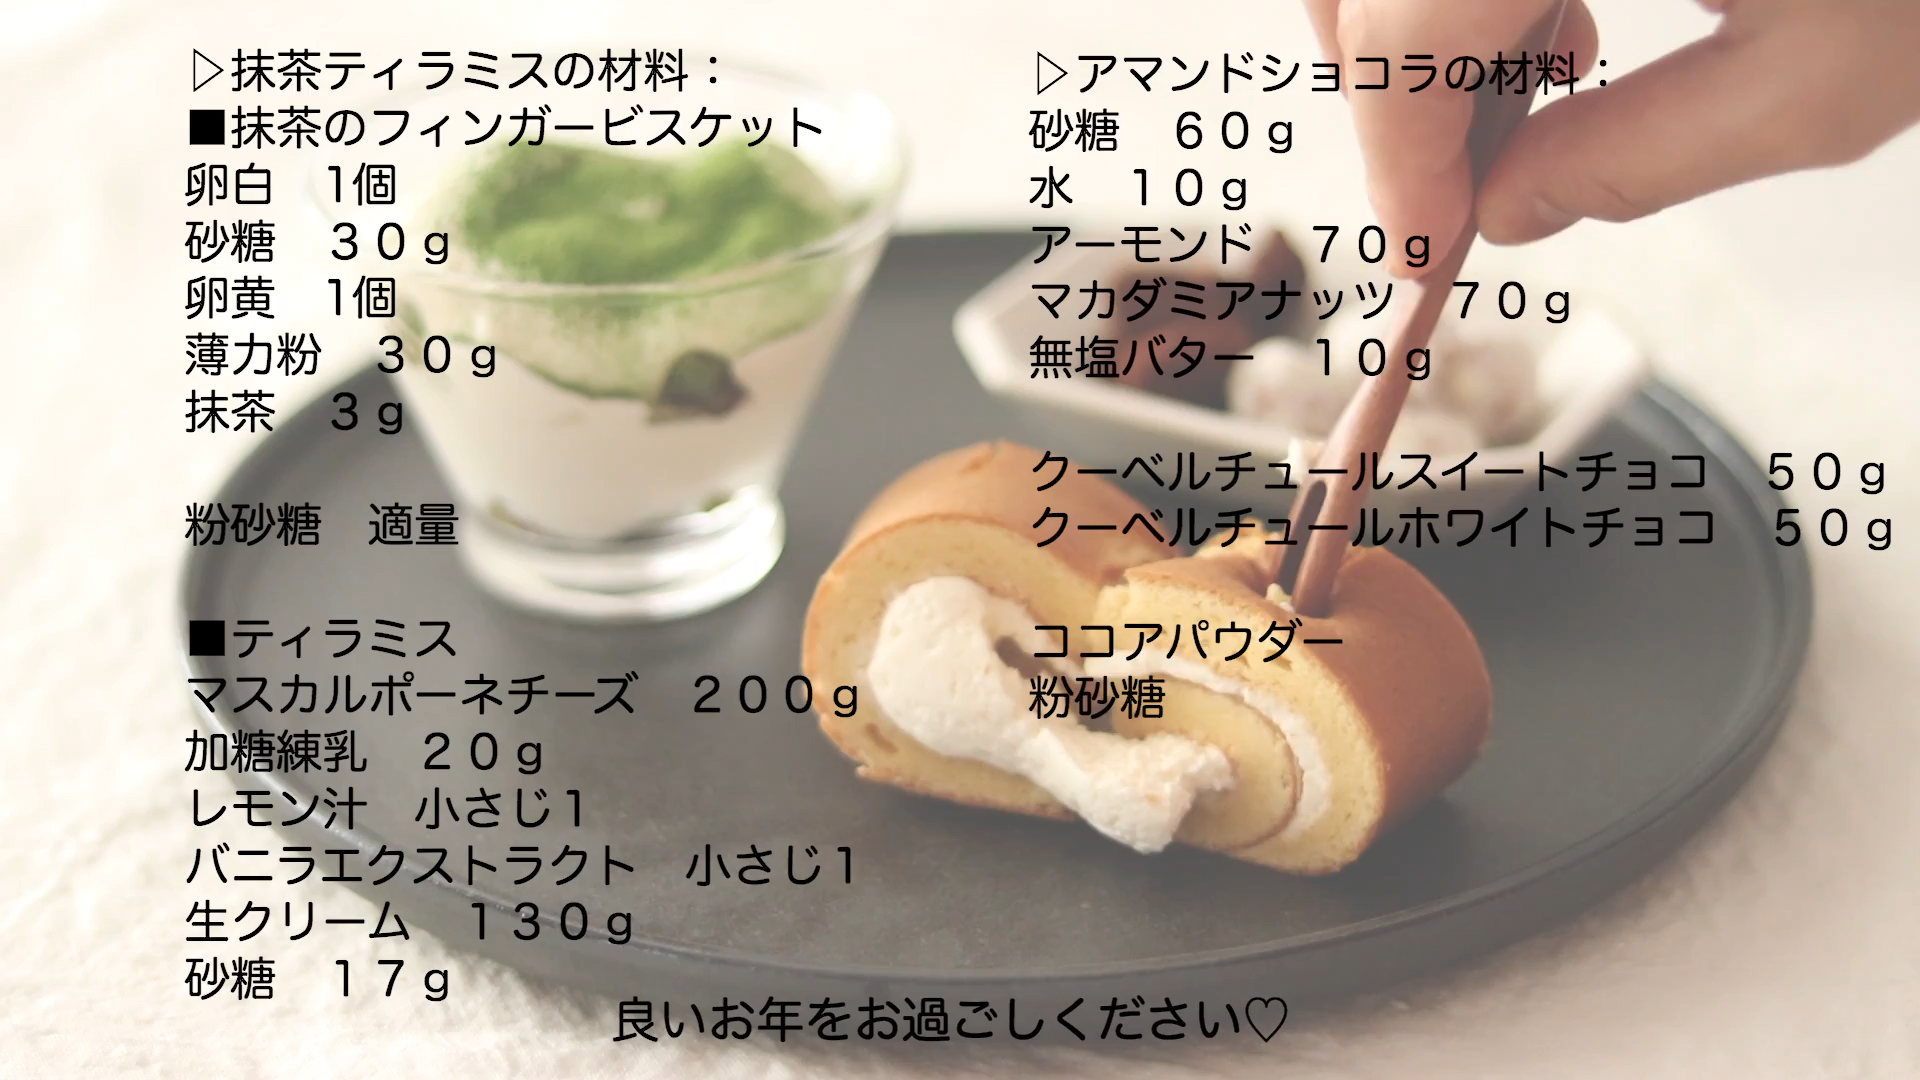 ▷抹茶ティラミスの材料：
■抹茶のフィンガービスケット
卵白　1個
砂糖　３０ｇ
卵黄　1個
薄力粉　３０ｇ
抹茶　３ｇ
粉砂糖　適量
■ティラミス
マスカルポーネチーズ　２００ｇ
加糖練乳　２０ｇ
レモン汁　小さじ１
バニラエクストラクト　小さじ１
生クリーム　１３０ｇ
砂糖　１７ｇ
▷アマンドショコラの材料：
砂糖　６０ｇ
水　１０ｇ
アーモンド　７０ｇ
マカダミアナッツ　７０ｇ
無塩バター　１０ｇ
クーベルチュールスイートチョコ　５０ｇ
クーベルチュールホワイトチョコ　５０ｇ
ココアパウダー
粉砂糖
良いお年をお過ごしください♡